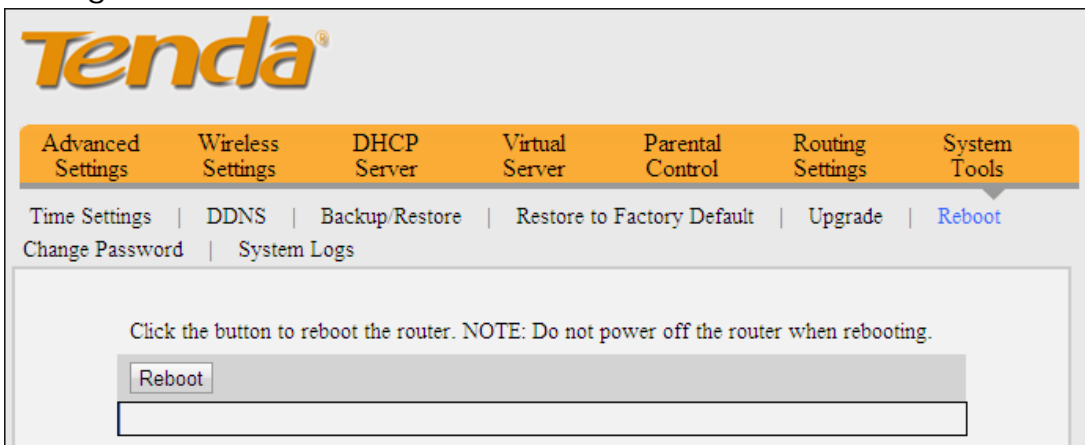 Tenda®
Advanced Settings Wireless Settings DHCP Server Virtual Server Parental Control Routing Settings System Tools
Time Settings | DDNS | Backup/Restore | Restore to Factory Default | Upgrade | Reboot
Change Password | System Logs
Click the button to reboot the router. NOTE: Do not power off the router when rebooting.
Reboot